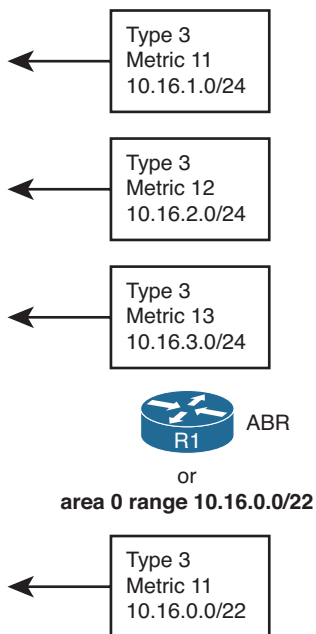 Type 3
Metric 11
10.16.1.0/24
Type 3
Metric 12
10.16.2.0/24
Type 3
Metric 13
10.16.3.0/24
R1
ABR
or
area 0 range 10.16.0.0/22
Type 3
Metric 11
10.16.0.0/22